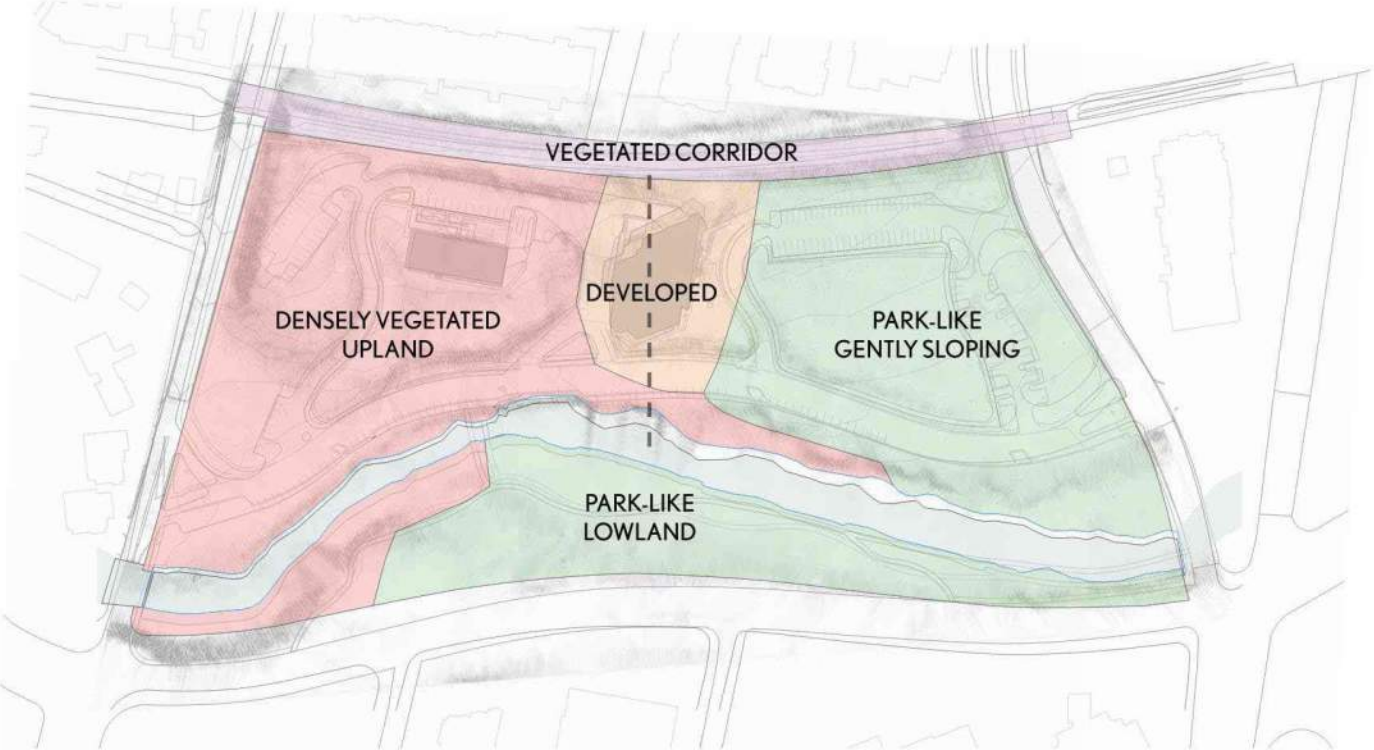 VEGETATED CORRIDOR
DEVELOPED
DENSELY VEGETATED
UPLAND
PARK-LIKE
GENTLY SLOPING
PARK-LIKE
LOWLAND